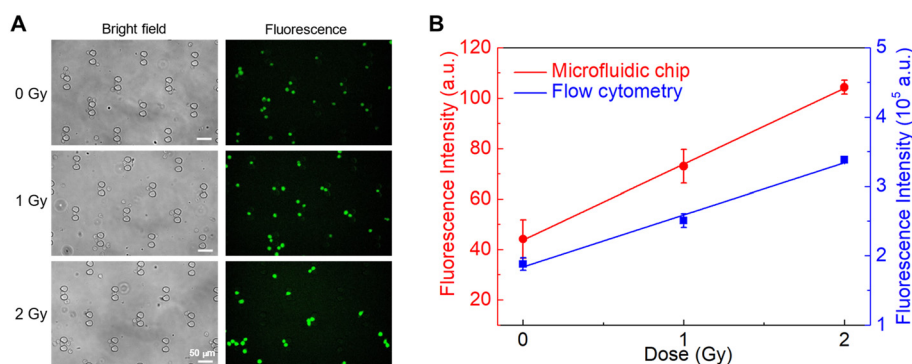 A
Bright field
Fluorescence
0 Gy
1 Gy
2 Gy
50 µm
B
Fluorescence Intensity (a.u.)
120
100
80
60
40
20
Microfluidic chip
Flow cytometry
5
4
3
2
1
Fluorescence Intensity (10⁵ a.u.)
0
1
2
Dose (Gy)